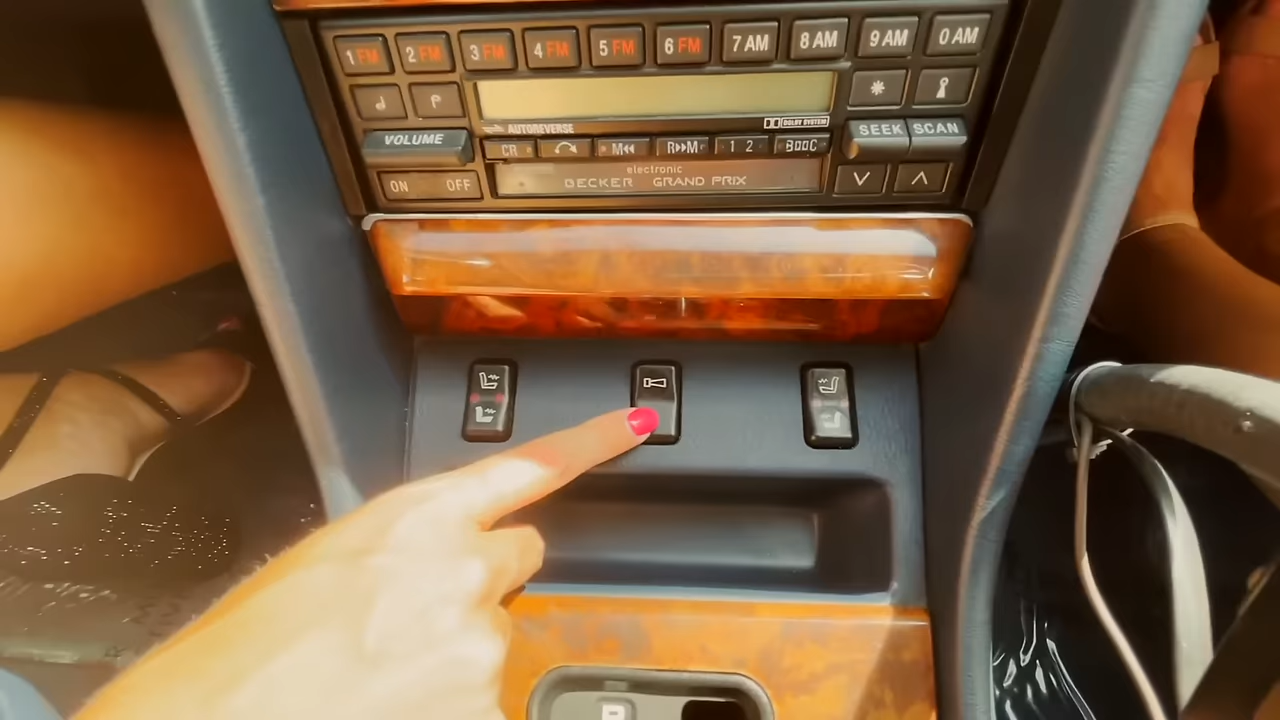 1 FM 2 FM 3 FM 4 FM 5 FM 6 FM 7 AM 8 AM 9 AM 0 AM
AUTOREVERSE DOLBY SYSTEM
VOLUME SEEK SCAN
CR M R M 1 2
electronic
ON OFF BECKER GRAND PRIX